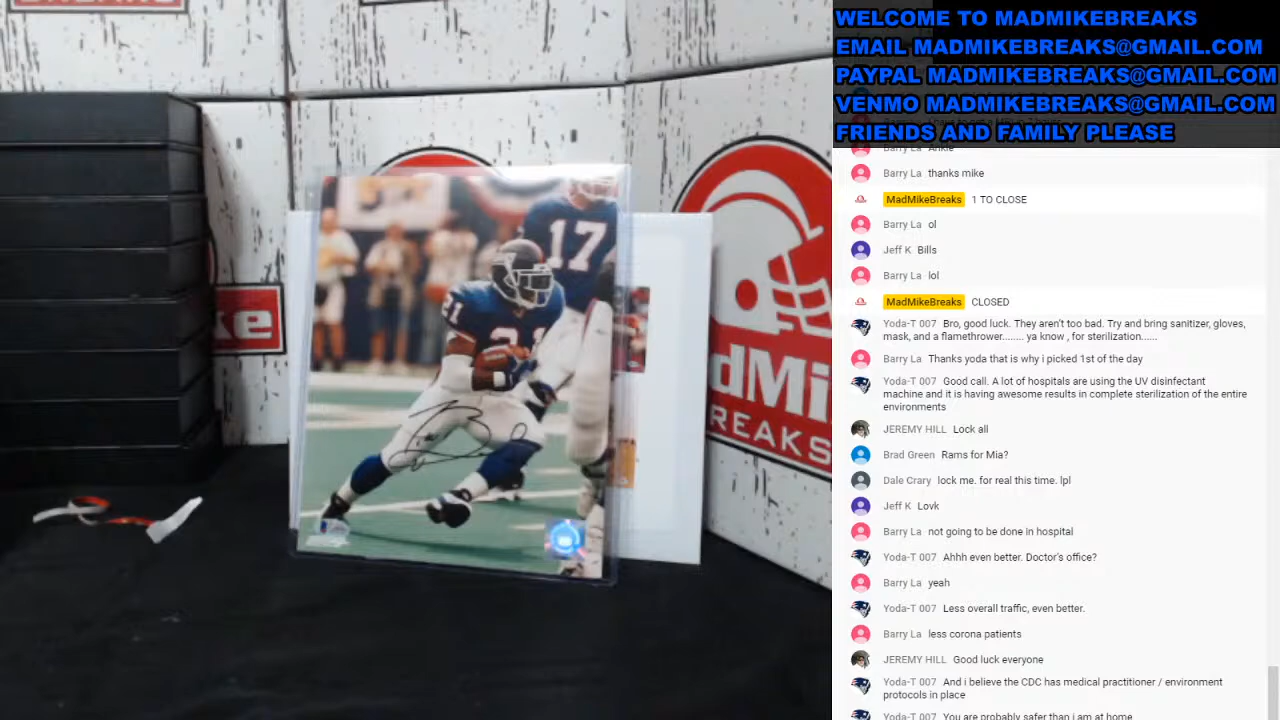 WELCOME TO MADMIKEBREAKS
EMAIL MADMIKEBREAKS@GMAIL.COM
PAYPAL MADMIKEBREAKS@GMAIL.COM
VENMO MADMIKEBREAKS@GMAIL.COM
FRIENDS AND FAMILY PLEASE
Barry La Ankle
Barry La thanks mike
MadMikeBreaks 1 TO CLOSE
Barry La ol
Jeff K Bills
Barry La lol
MadMikeBreaks CLOSED
Yoda-T 007 Bro, good luck. They aren't too bad. Try and bring sanitizer, gloves,
mask, and a flamethrower........ ya know , for sterilization......
Barry La Thanks yoda that is why i picked 1st of the day
Yoda-T 007 Good call. A lot of hospitals are using the UV disinfectant
machine and it is having awesome results in complete sterilization of the entire
environments
JEREMY HILL Lock all
Brad Green Rams for Mia?
Dale Crary lock me. for real this time. lpl
Jeff K Lovk
Barry La not going to be done in hospital
Yoda-T 007 Ahhh even better. Doctor's office?
Barry La yeah
Yoda-T 007 Less overall traffic, even better.
Barry La less corona patients
JEREMY HILL Good luck everyone
Yoda-T 007 And i believe the CDC has medical practitioner / environment
protocols in place
Yoda-T 007 You are probably safer than i am at home
17
21
21
ke
dMi
REAKS